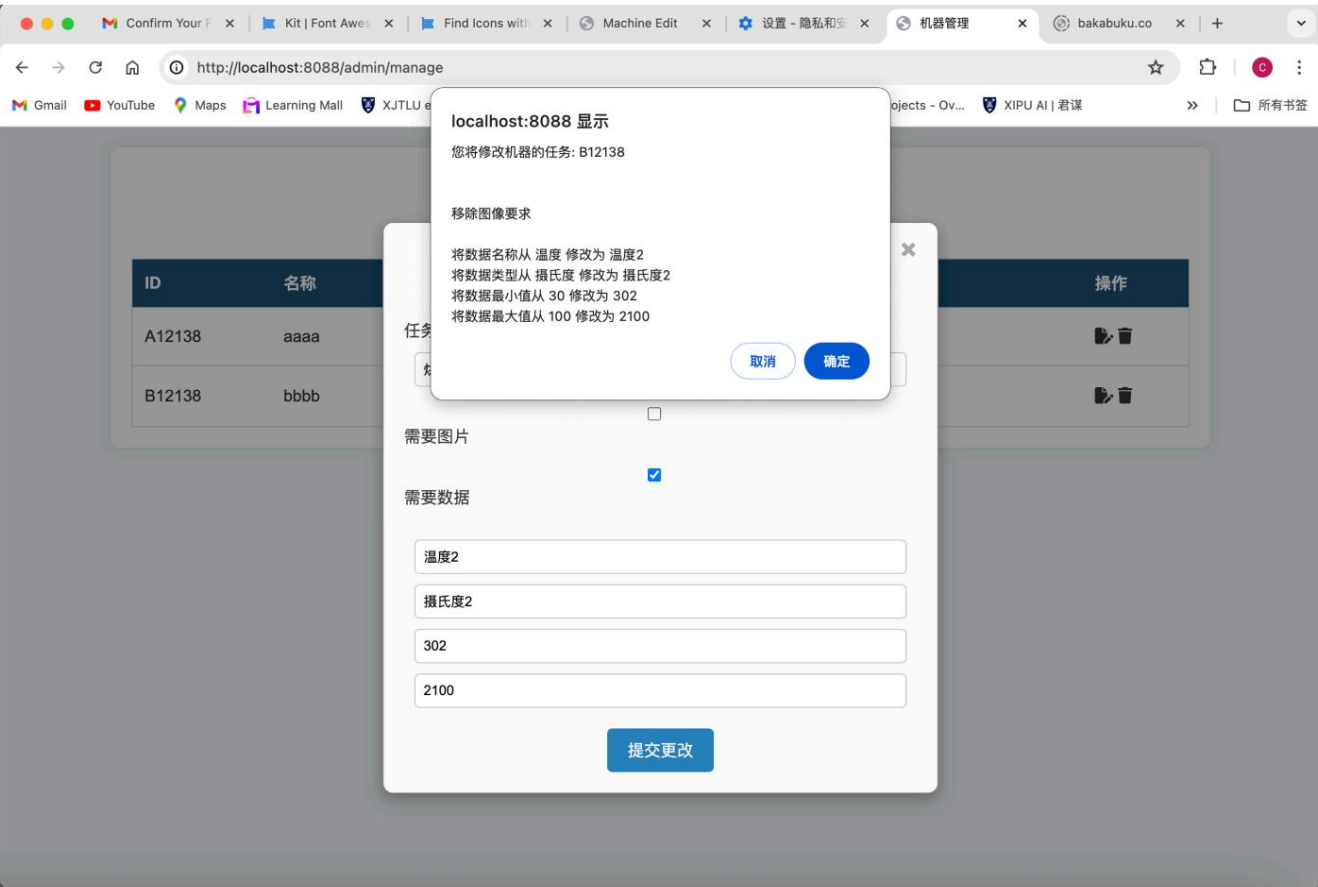 Confirm Your F
Kit | Font Awes
Find Icons with
Machine Edit
设置 - 隐私和安
机器管理
bakabuku.co
http://localhost:8088/admin/manage
C
Gmail
YouTube
Maps
Learning Mall
XJTLU e
ojects - Ov...
XIPU AI | 君谋
所有书签
localhost:8088 显示
您将修改机器的任务: B12138
移除图像要求
将数据名称从 温度 修改为 温度2
将数据类型从 摄氏度 修改为 摄氏度2
将数据最小值从 30 修改为 302
将数据最大值从 100 修改为 2100
取消
确定
ID
名称
操作
A12138
aaaa
B12138
bbbb
任务
需要图片
需要数据
温度2
摄氏度2
302
2100
提交更改